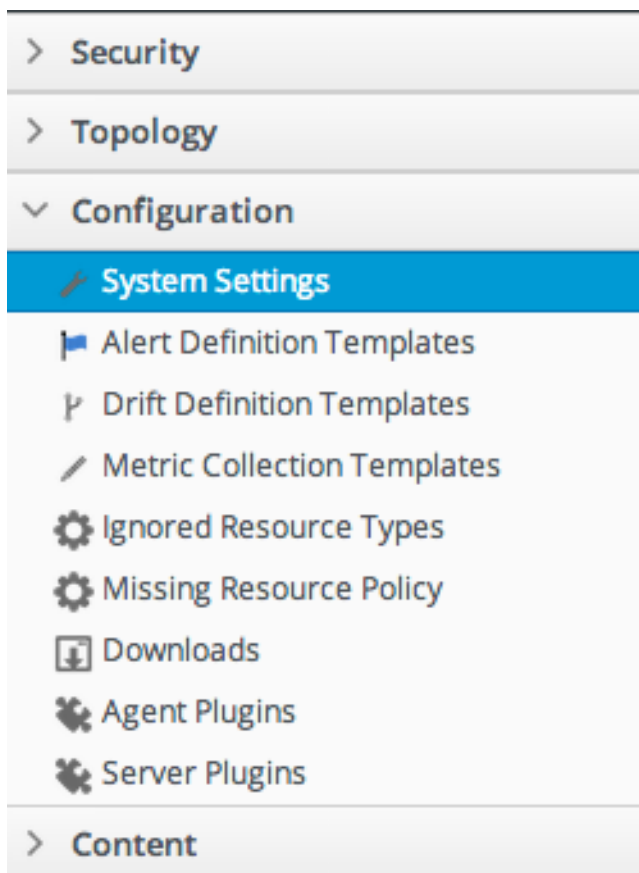 Security
Topology
Configuration
System Settings
Alert Definition Templates
Drift Definition Templates
Metric Collection Templates
Ignored Resource Types
Missing Resource Policy
Downloads
Agent Plugins
Server Plugins
Content